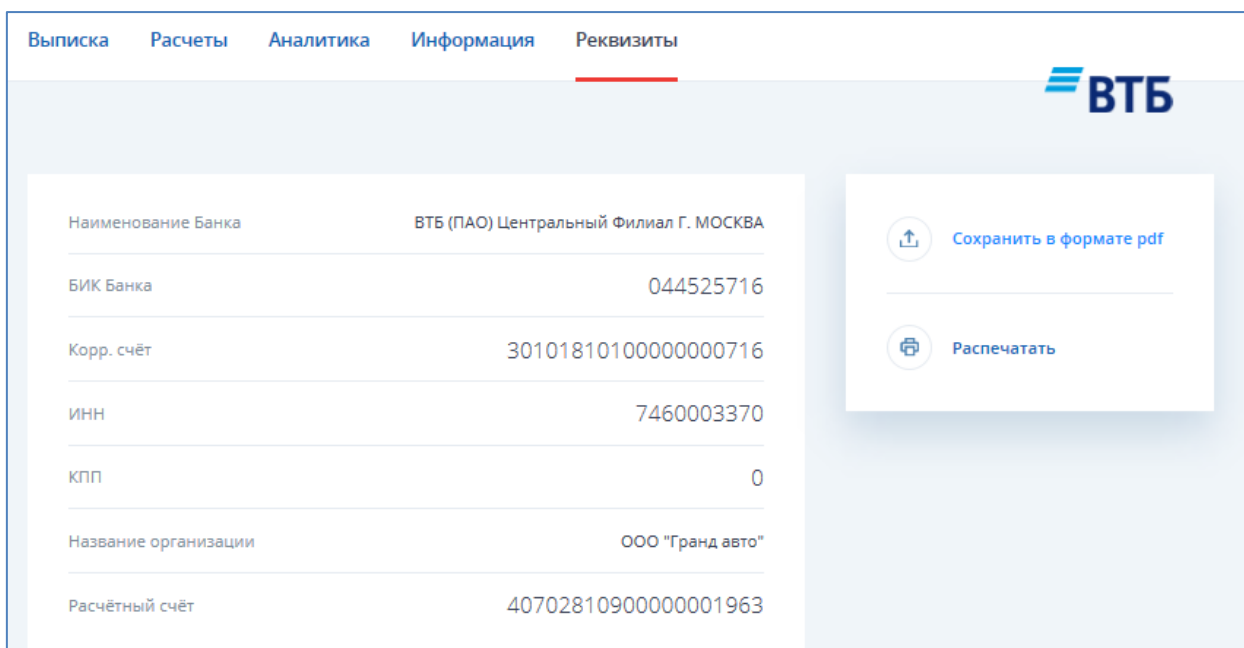 Выписка Расчеты Аналитика Информация Реквизиты
ВТБ
Наименование Банка ВТБ (ПАО) Центральный Филиал Г. МОСКВА
БИК Банка 044525716
Корр. счёт 30101810100000000716
ИНН 7460003370
КПП 0
Название организации ООО "Гранд авто"
Расчётный счёт 40702810900000001963
Сохранить в формате pdf
Распечатать